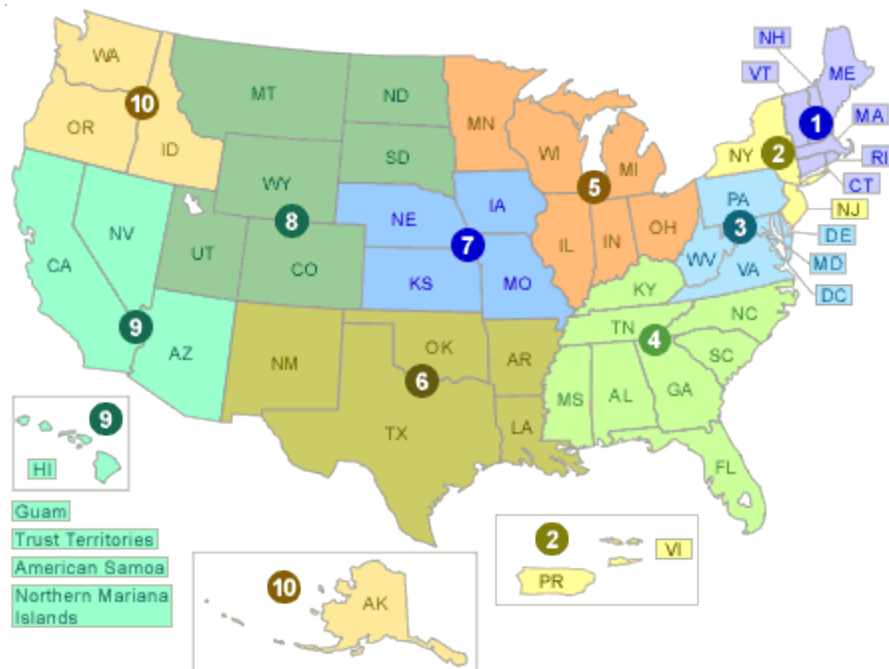 NH
WA
VT
ME
MT
ND
10
MN
MA
1
OR
ID
WI
NY
2
RI
SD
MI
CT
WY
5
PA
IA
NJ
8
NE
3
DE
NV
7
IL
IN
OH
WV
UT
CA
CO
VA
MD
KS
MO
KY
DC
NC
9
TN
4
AZ
OK
AR
SC
NM
6
GA
MS
AL
9
TX
LA
HI
FL
Guam
Trust Territories
2
VI
American Samoa
PR
10
Northern Mariana
Islands
AK